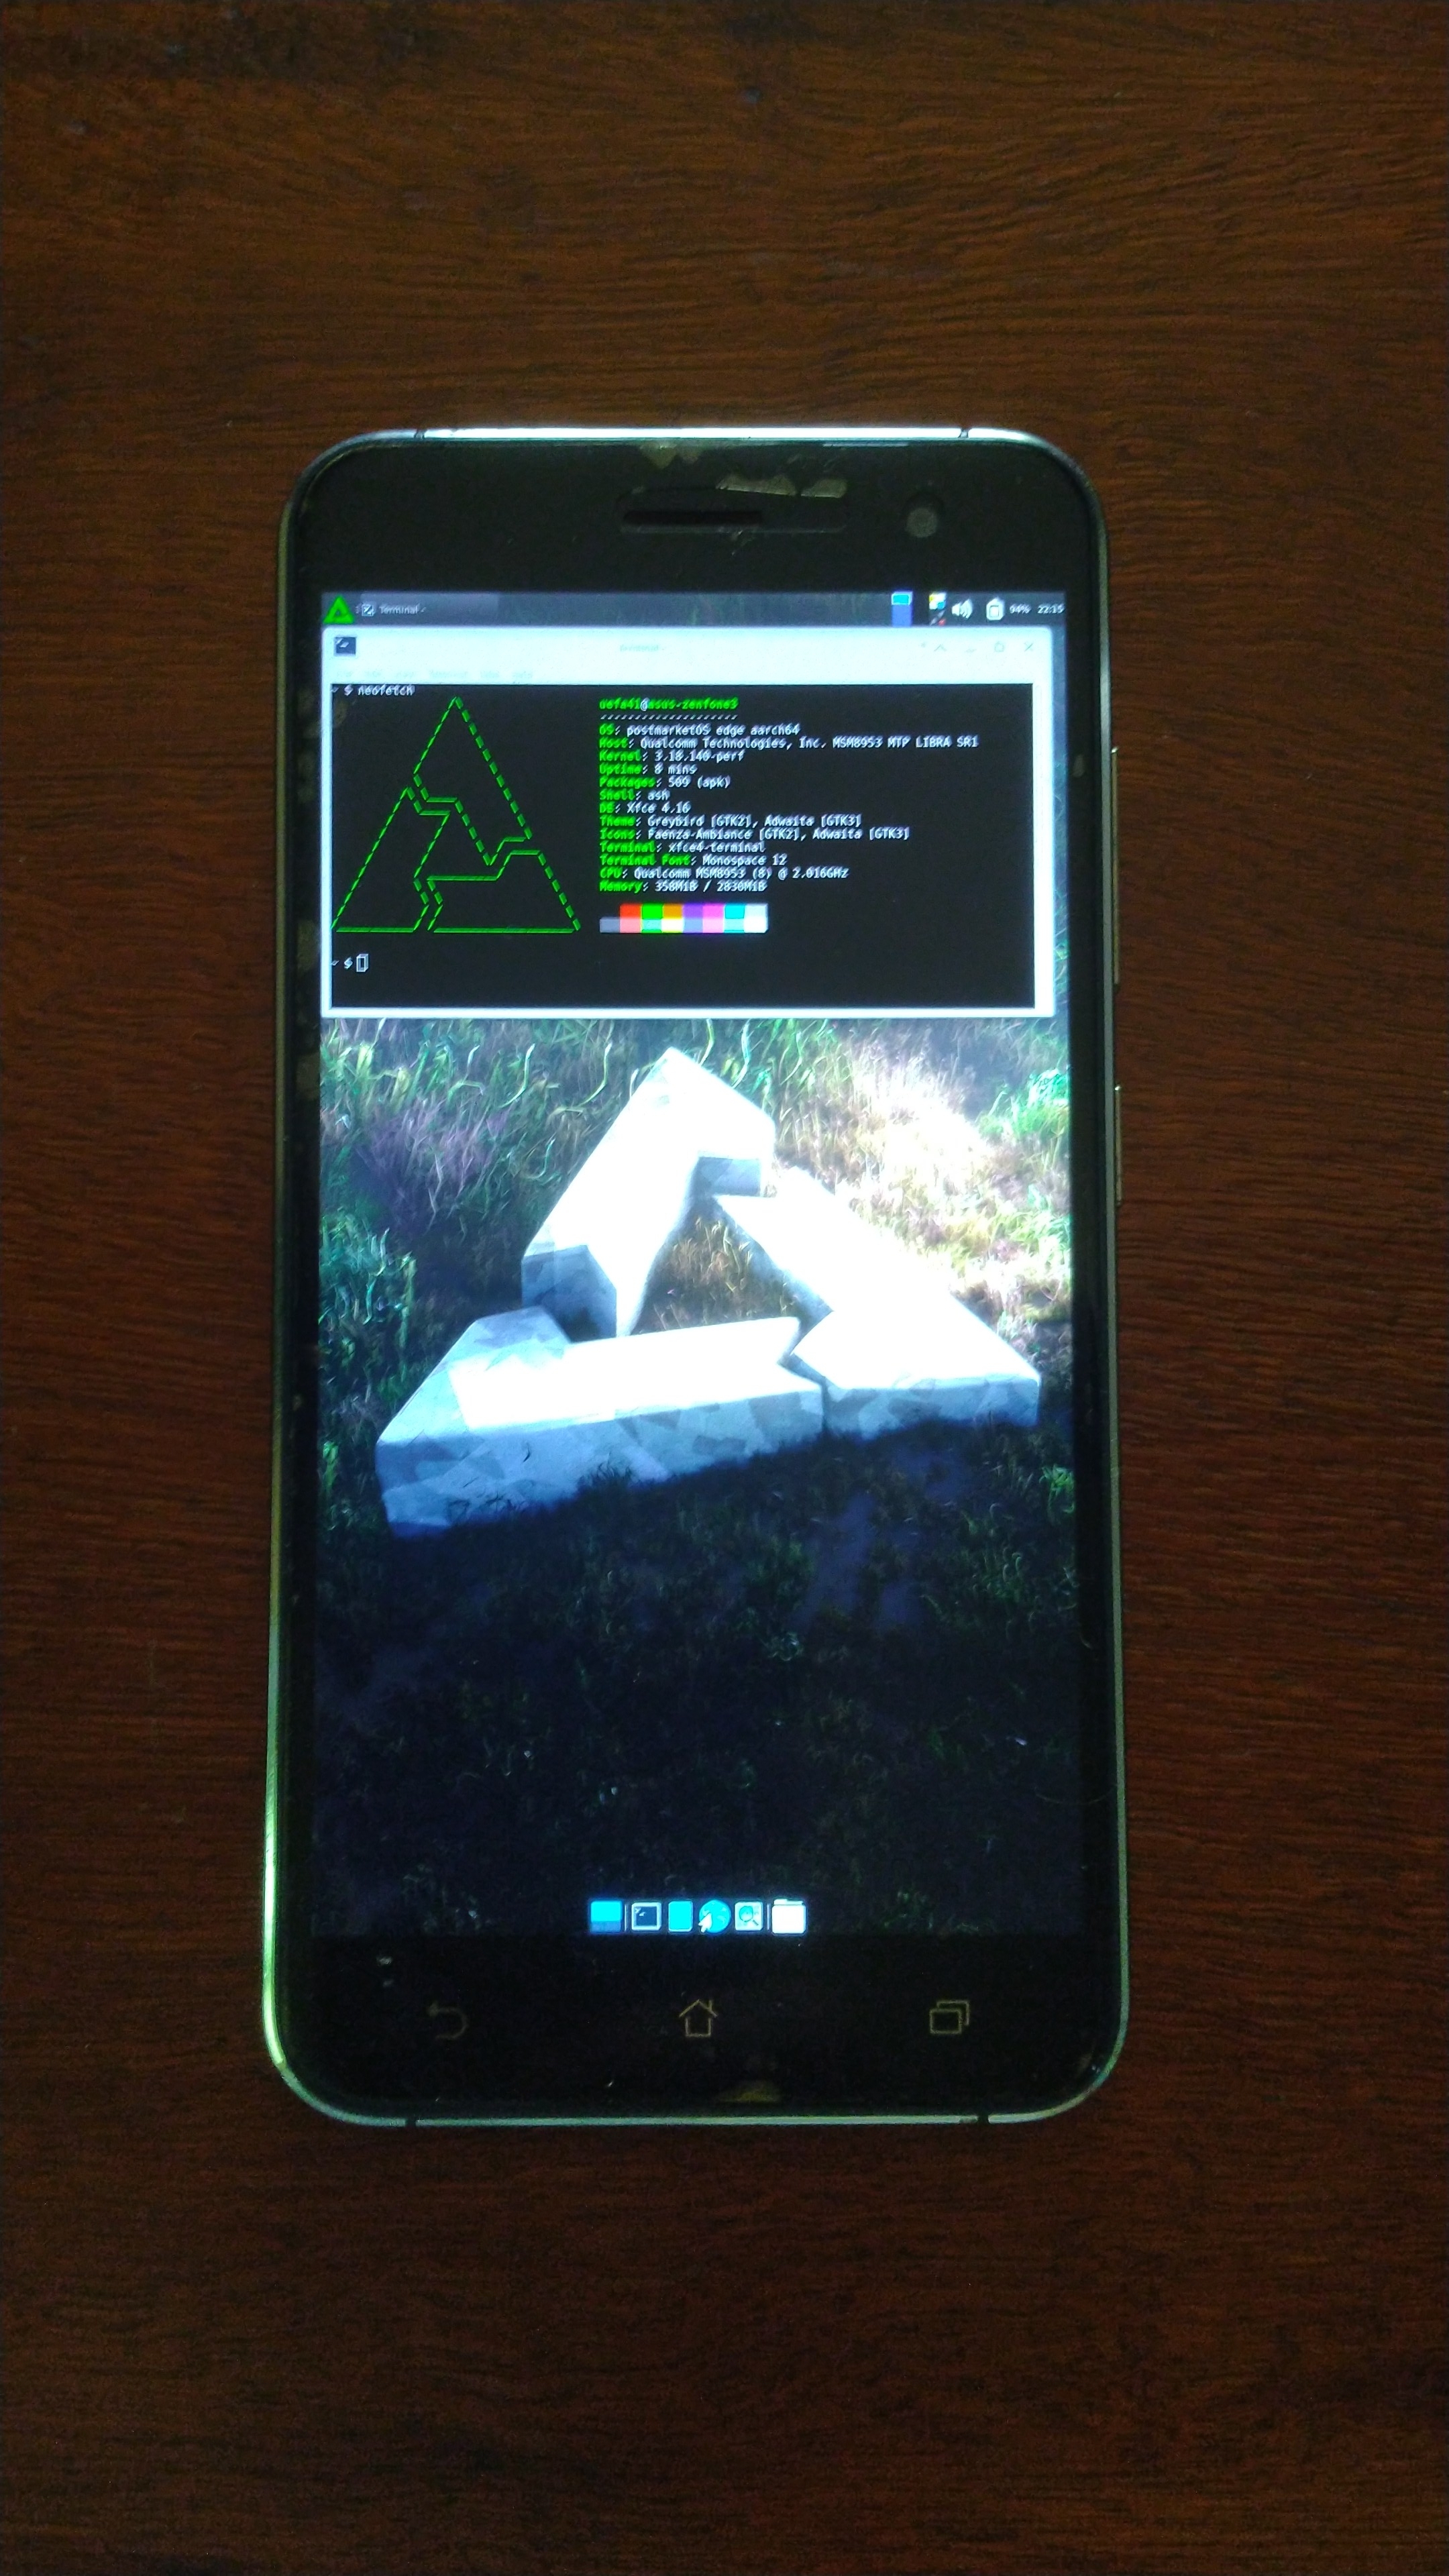 Terminal -
94% 22:15
Terminal -
~ $ neofetch
uefa4i@asus-zenfone3
---------------------
OS: postmarketOS edge aarch64
Host: Qualcomm Technologies, Inc. MSM8953 MTP LIBRA SR1
Kernel: 3.18.140-perf
Uptime: 8 mins
Packages: 509 (apk)
Shell: ash
DE: Xfce 4.16
Theme: Greybird [GTK2], Adwaita [GTK3]
Icons: Faenza-Ambiance [GTK2], Adwaita [GTK3]
Terminal: xfce4-terminal
Terminal Font: Monospace 12
CPU: Qualcomm MSM8953 (8) @ 2.016GHz
Memory: 358MiB / 2830MiB
~ $